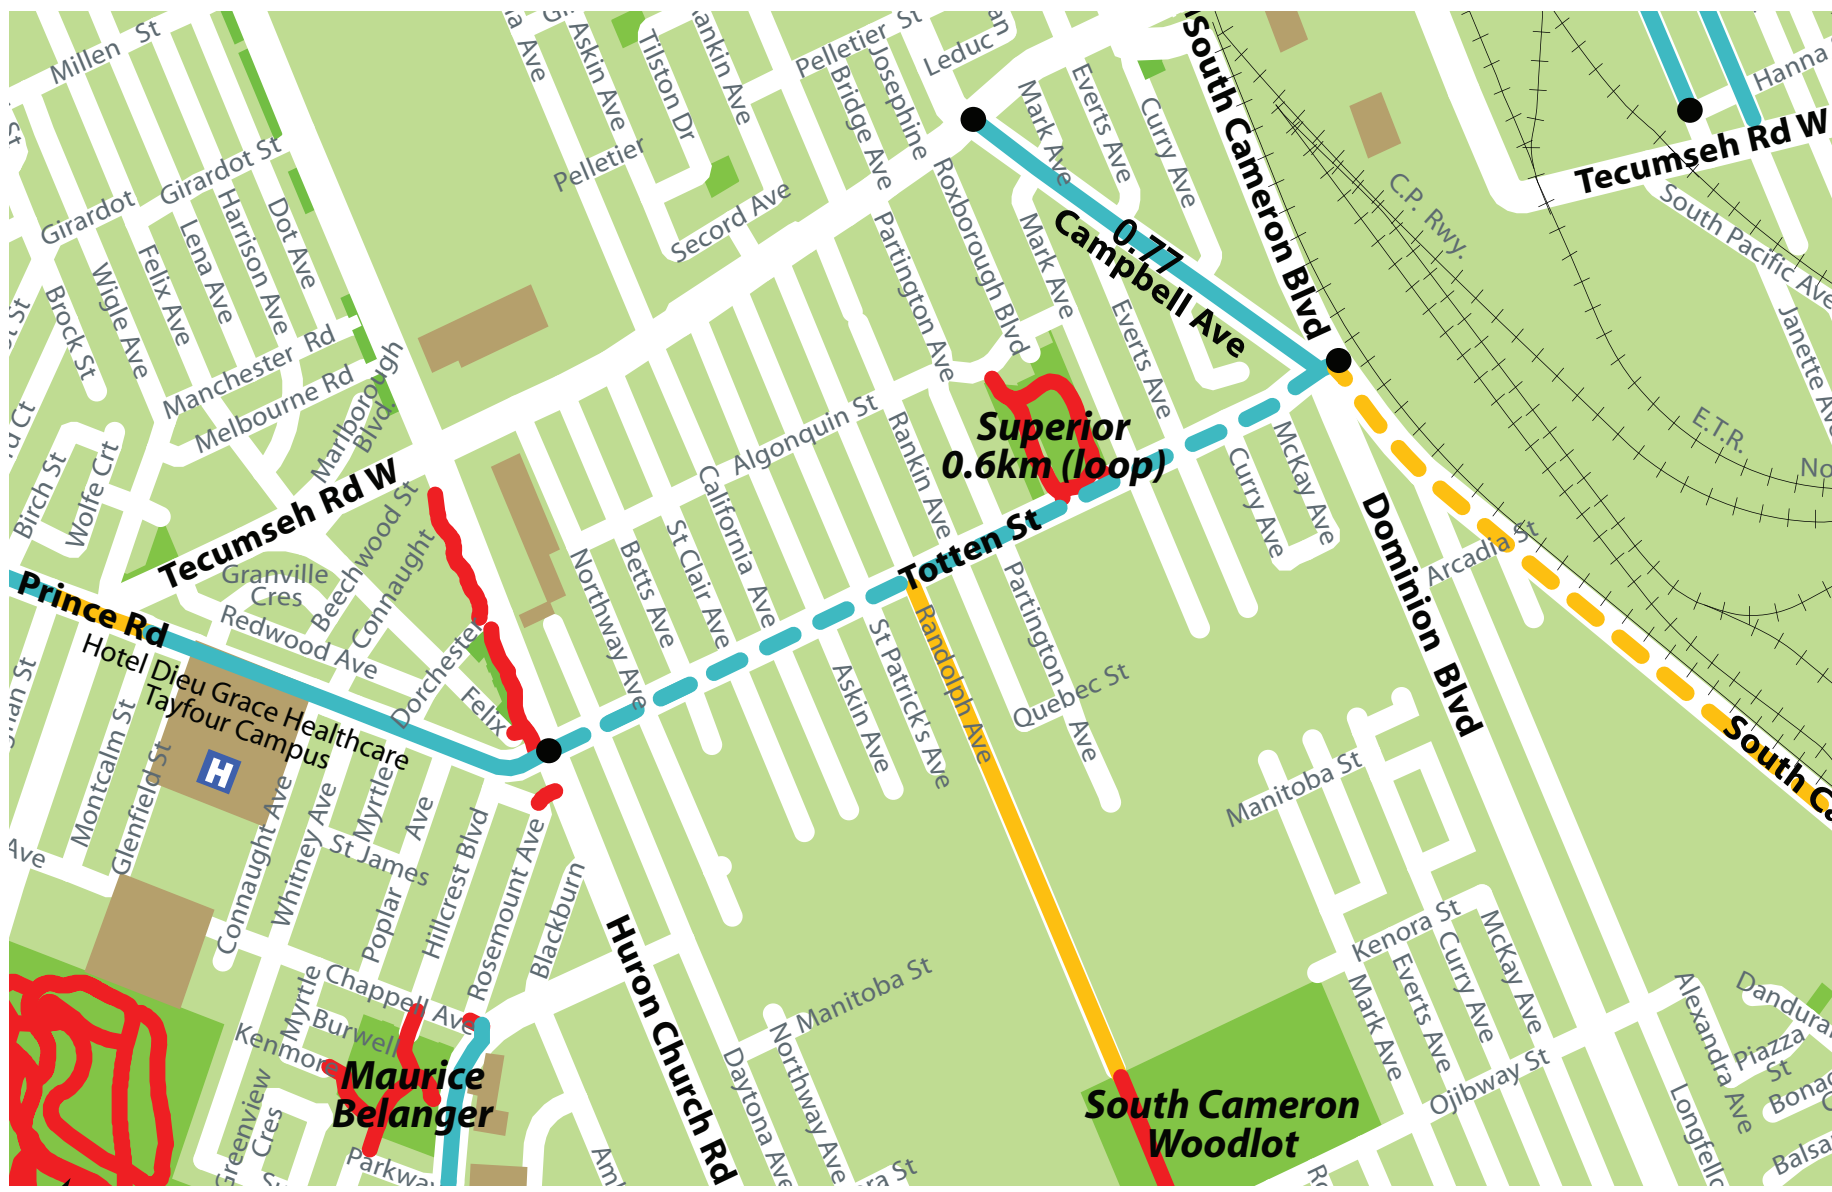 Millen St
Girardot St
Girardot
Harrison Ave
Dot Ave
Lena Ave
Felix Ave
Wigle Ave
Brock St
Manchester Rd
Melbourne Rd
Marlborough
Blvd.
Birch St
Wolfe Crt
Tecumseh Rd W
Granville
Cres
Beechwood St
Connaught
Redwood Ave
Dorchester
Felix
Prince Rd
Hotel Dieu Grace Healthcare
Tayfour Campus
H
Montcalm St
Glenfield St
Ave
Connaught Ave
Whitney Ave
Myrtle
Ave
St James
Poplar
Hillcrest Blvd
Rosemount Ave
Blackburn
Chappell Ave
Myrtle
Burwell
Kenmore
Maurice
Belanger
Greenview
Cres
Parkway
Huron Church Rd
Daytona Ave
Northway Ave
Manitoba St
Askin Ave
Tilston Dr
Rankin Ave
Pelletier St
Pelletier
Secord Ave
Josephine
Bridge Ave
Leduc
Roxborough Blvd
Partington Ave
Mark Ave
Everts Ave
Curry Ave
Mark Ave
Everts Ave
0.77
Campbell Ave
South Cameron Blvd
C.P. Rwy.
E.T.R.
Hanna
Tecumseh Rd W
South Pacific Ave
Janette Ave
No
Superior
0.6km (loop)
Algonquin St
Rankin Ave
California Ave
St Clair Ave
Betts Ave
Northway Ave
Totten St
Askin Ave
St Patrick's Ave
Randolph Ave
Partington Ave
Quebec St
Curry Ave
McKay Ave
Dominion Blvd
Arcadia St
South Ca
Manitoba St
Kenora St
Mark Ave
Everts Ave
Curry Ave
McKay Ave
Ojibway St
South Cameron
Woodlot
Alexandra Ave
Longfello
Dandura
Piazza
St
Bonac
Balsa